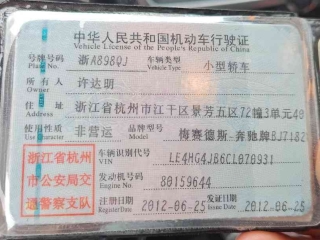 中华人民共和国机动车行驶证
Vehicle License of the People's Republic of China
号牌号码 浙A898QJ 车辆类型 小型轿车
Plate No. Vehicle Type
所有人 许达明
Owner
住址 浙江省杭州市江干区景芳五区72幢3单元40
Address
使用性质 非营运 品牌型号 梅赛德斯-奔驰牌BJ7182
Use Character Model
浙江省杭州
市公安局交
通警察支队
车辆识别代号 LE4HG4JB6CL070931
VIN
发动机号码 80159644
Engine No.
注册日期 2012-06-25 发证日期 2012-06-25
Register Date Issue Date